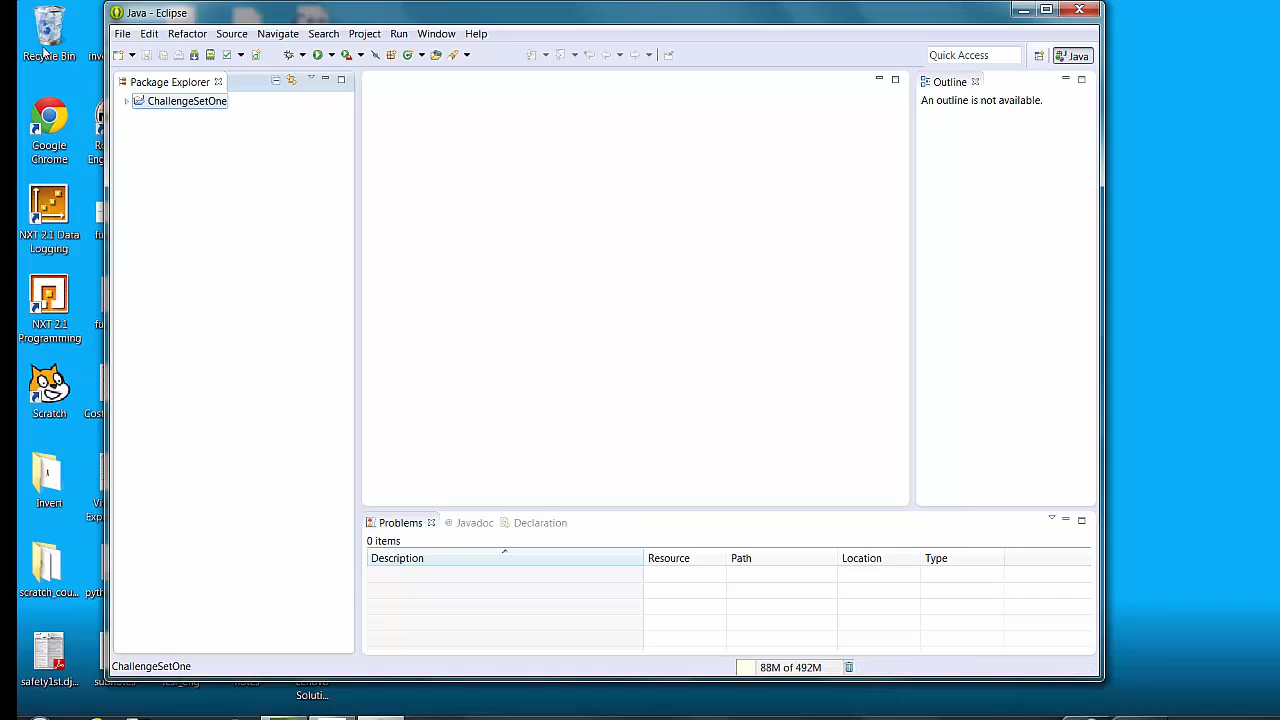 Java - Eclipse
File Edit Refactor Source Navigate Search Project Run Window Help
Quick Access
Java
Package Explorer
ChallengeSetOne
Outline
An outline is not available.
Problems
Javadoc
Declaration
0 items
Description Resource Path Location Type
ChallengeSetOne
88M of 492M
Recycle Bin
Google
Chrome
NXT 2.1 Data
Logging
NXT 2.1
Programming
Scratch
Invert
scratch_cou...
safety1st.dj...
Soluti...